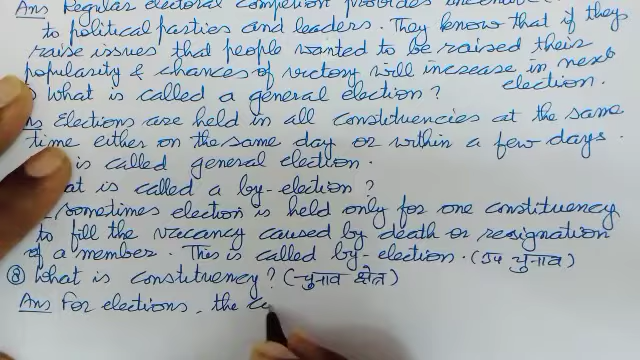 Ans Regular electoral competion provides
to political parties and leaders. They know that if they
raise issues that people wanted to be raised their
popularity & chances of victory will increase in next
election.
What is called a general election?
Elections are held in all constituencies at the same
time either on the same day or within a few days.
is called general election.
at is called a by-election?
sometimes election is held only for one constituency
to fill the vacancy caused by death or resignation
of a member. This is called by-election. (उप चुनाव)
⑧ What is constituency? (चुनाव क्षेत)
Ans For elections, the